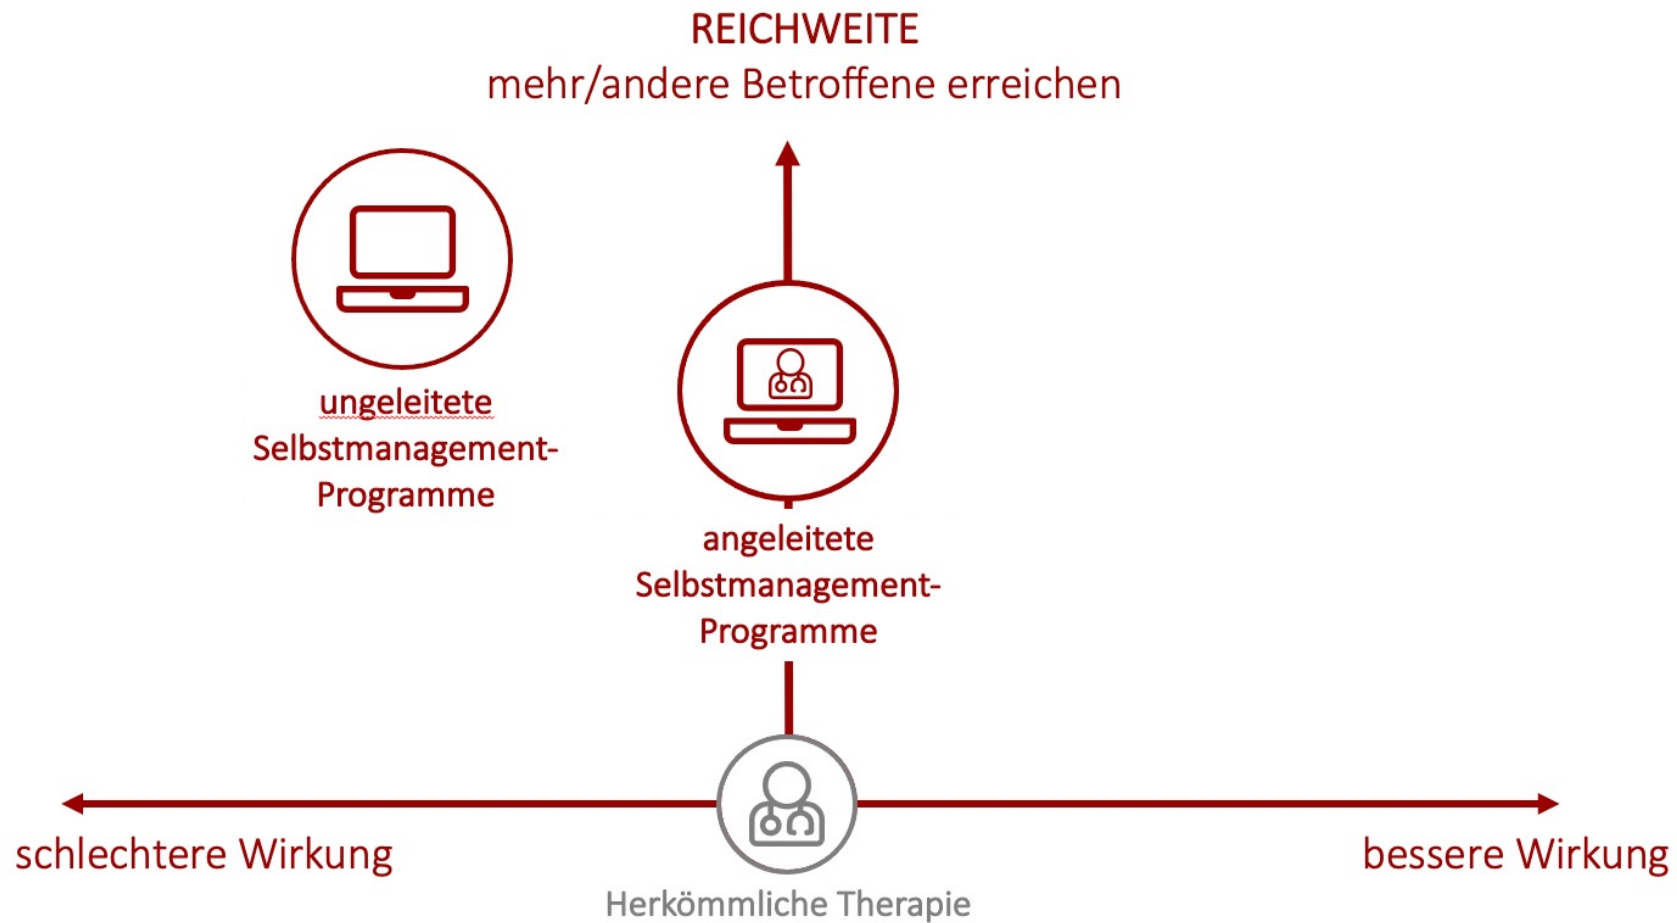 REICHWEITE
mehr/andere Betroffene erreichen
ungeleitete
Selbstmanagement-
Programme
angeleitete
Selbstmanagement-
Programme
schlechtere Wirkung
bessere Wirkung
Herkömmliche Therapie